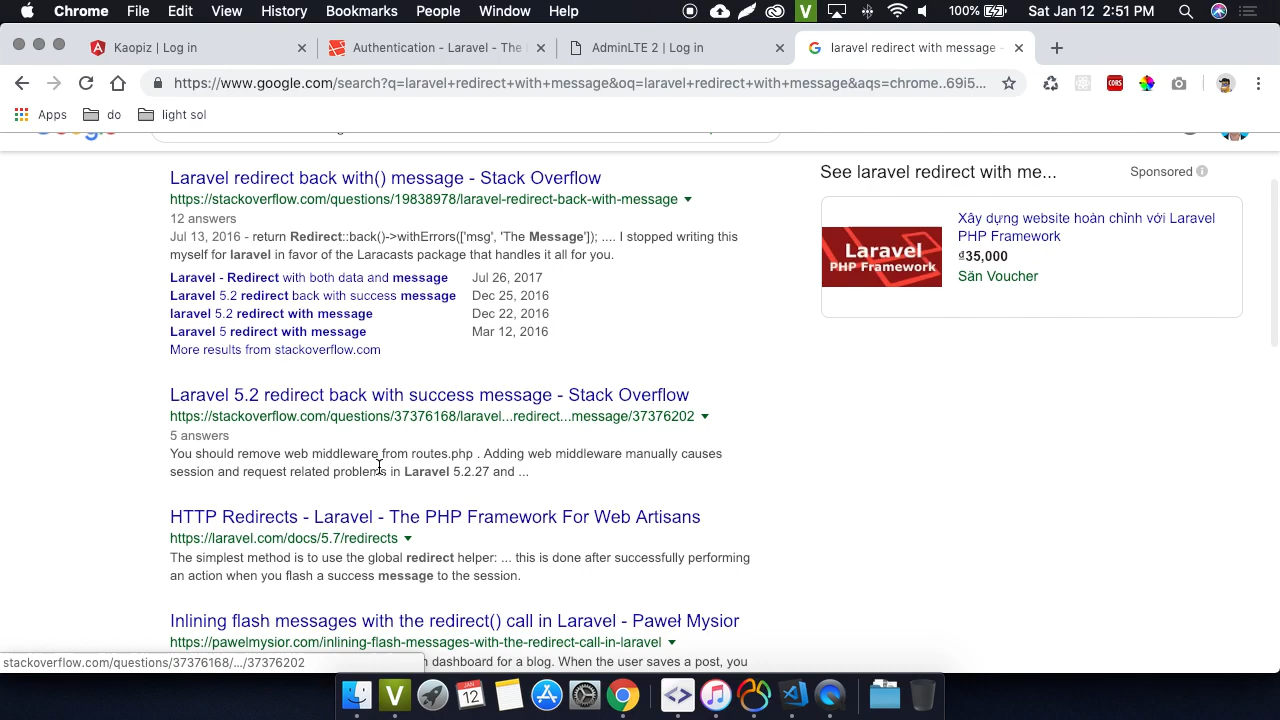 Chrome File Edit View History Bookmarks People Window Help V 100% Sat Jan 12 2:51 PM
Kaopiz | Log in
Authentication - Laravel - The
AdminLTE 2 | Log in
laravel redirect with message -
https://www.google.com/search?q=laravel+redirect+with+message&oq=laravel+redirect+with+message&aqs=chrome..69i5...
CORS
Apps do light sol
Laravel redirect back with() message - Stack Overflow
https://stackoverflow.com/questions/19838978/laravel-redirect-back-with-message
12 answers
Jul 13, 2016 - return Redirect::back()->withErrors(['msg', 'The Message']); .... I stopped writing this
myself for laravel in favor of the Laracasts package that handles it all for you.
Laravel - Redirect with both data and message Jul 26, 2017
Laravel 5.2 redirect back with success message Dec 25, 2016
laravel 5.2 redirect with message Dec 22, 2016
Laravel 5 redirect with message Mar 12, 2016
More results from stackoverflow.com
Laravel 5.2 redirect back with success message - Stack Overflow
https://stackoverflow.com/questions/37376168/laravel...redirect...message/37376202
5 answers
You should remove web middleware from routes.php . Adding web middleware manually causes
session and request related problems in Laravel 5.2.27 and ...
HTTP Redirects - Laravel - The PHP Framework For Web Artisans
https://laravel.com/docs/5.7/redirects
The simplest method is to use the global redirect helper: ... this is done after successfully performing
an action when you flash a success message to the session.
Inlining flash messages with the redirect() call in Laravel - Paweł Mysior
https://pawelmysior.com/inlining-flash-messages-with-the-redirect-call-in-laravel
dashboard for a blog. When the user saves a post, you
See laravel redirect with me...
Sponsored
Laravel
PHP Framework
Xây dựng website hoàn chỉnh với Laravel
PHP Framework
₫35,000
Săn Voucher
stackoverflow.com/questions/37376168/.../37376202
V
JAN
12